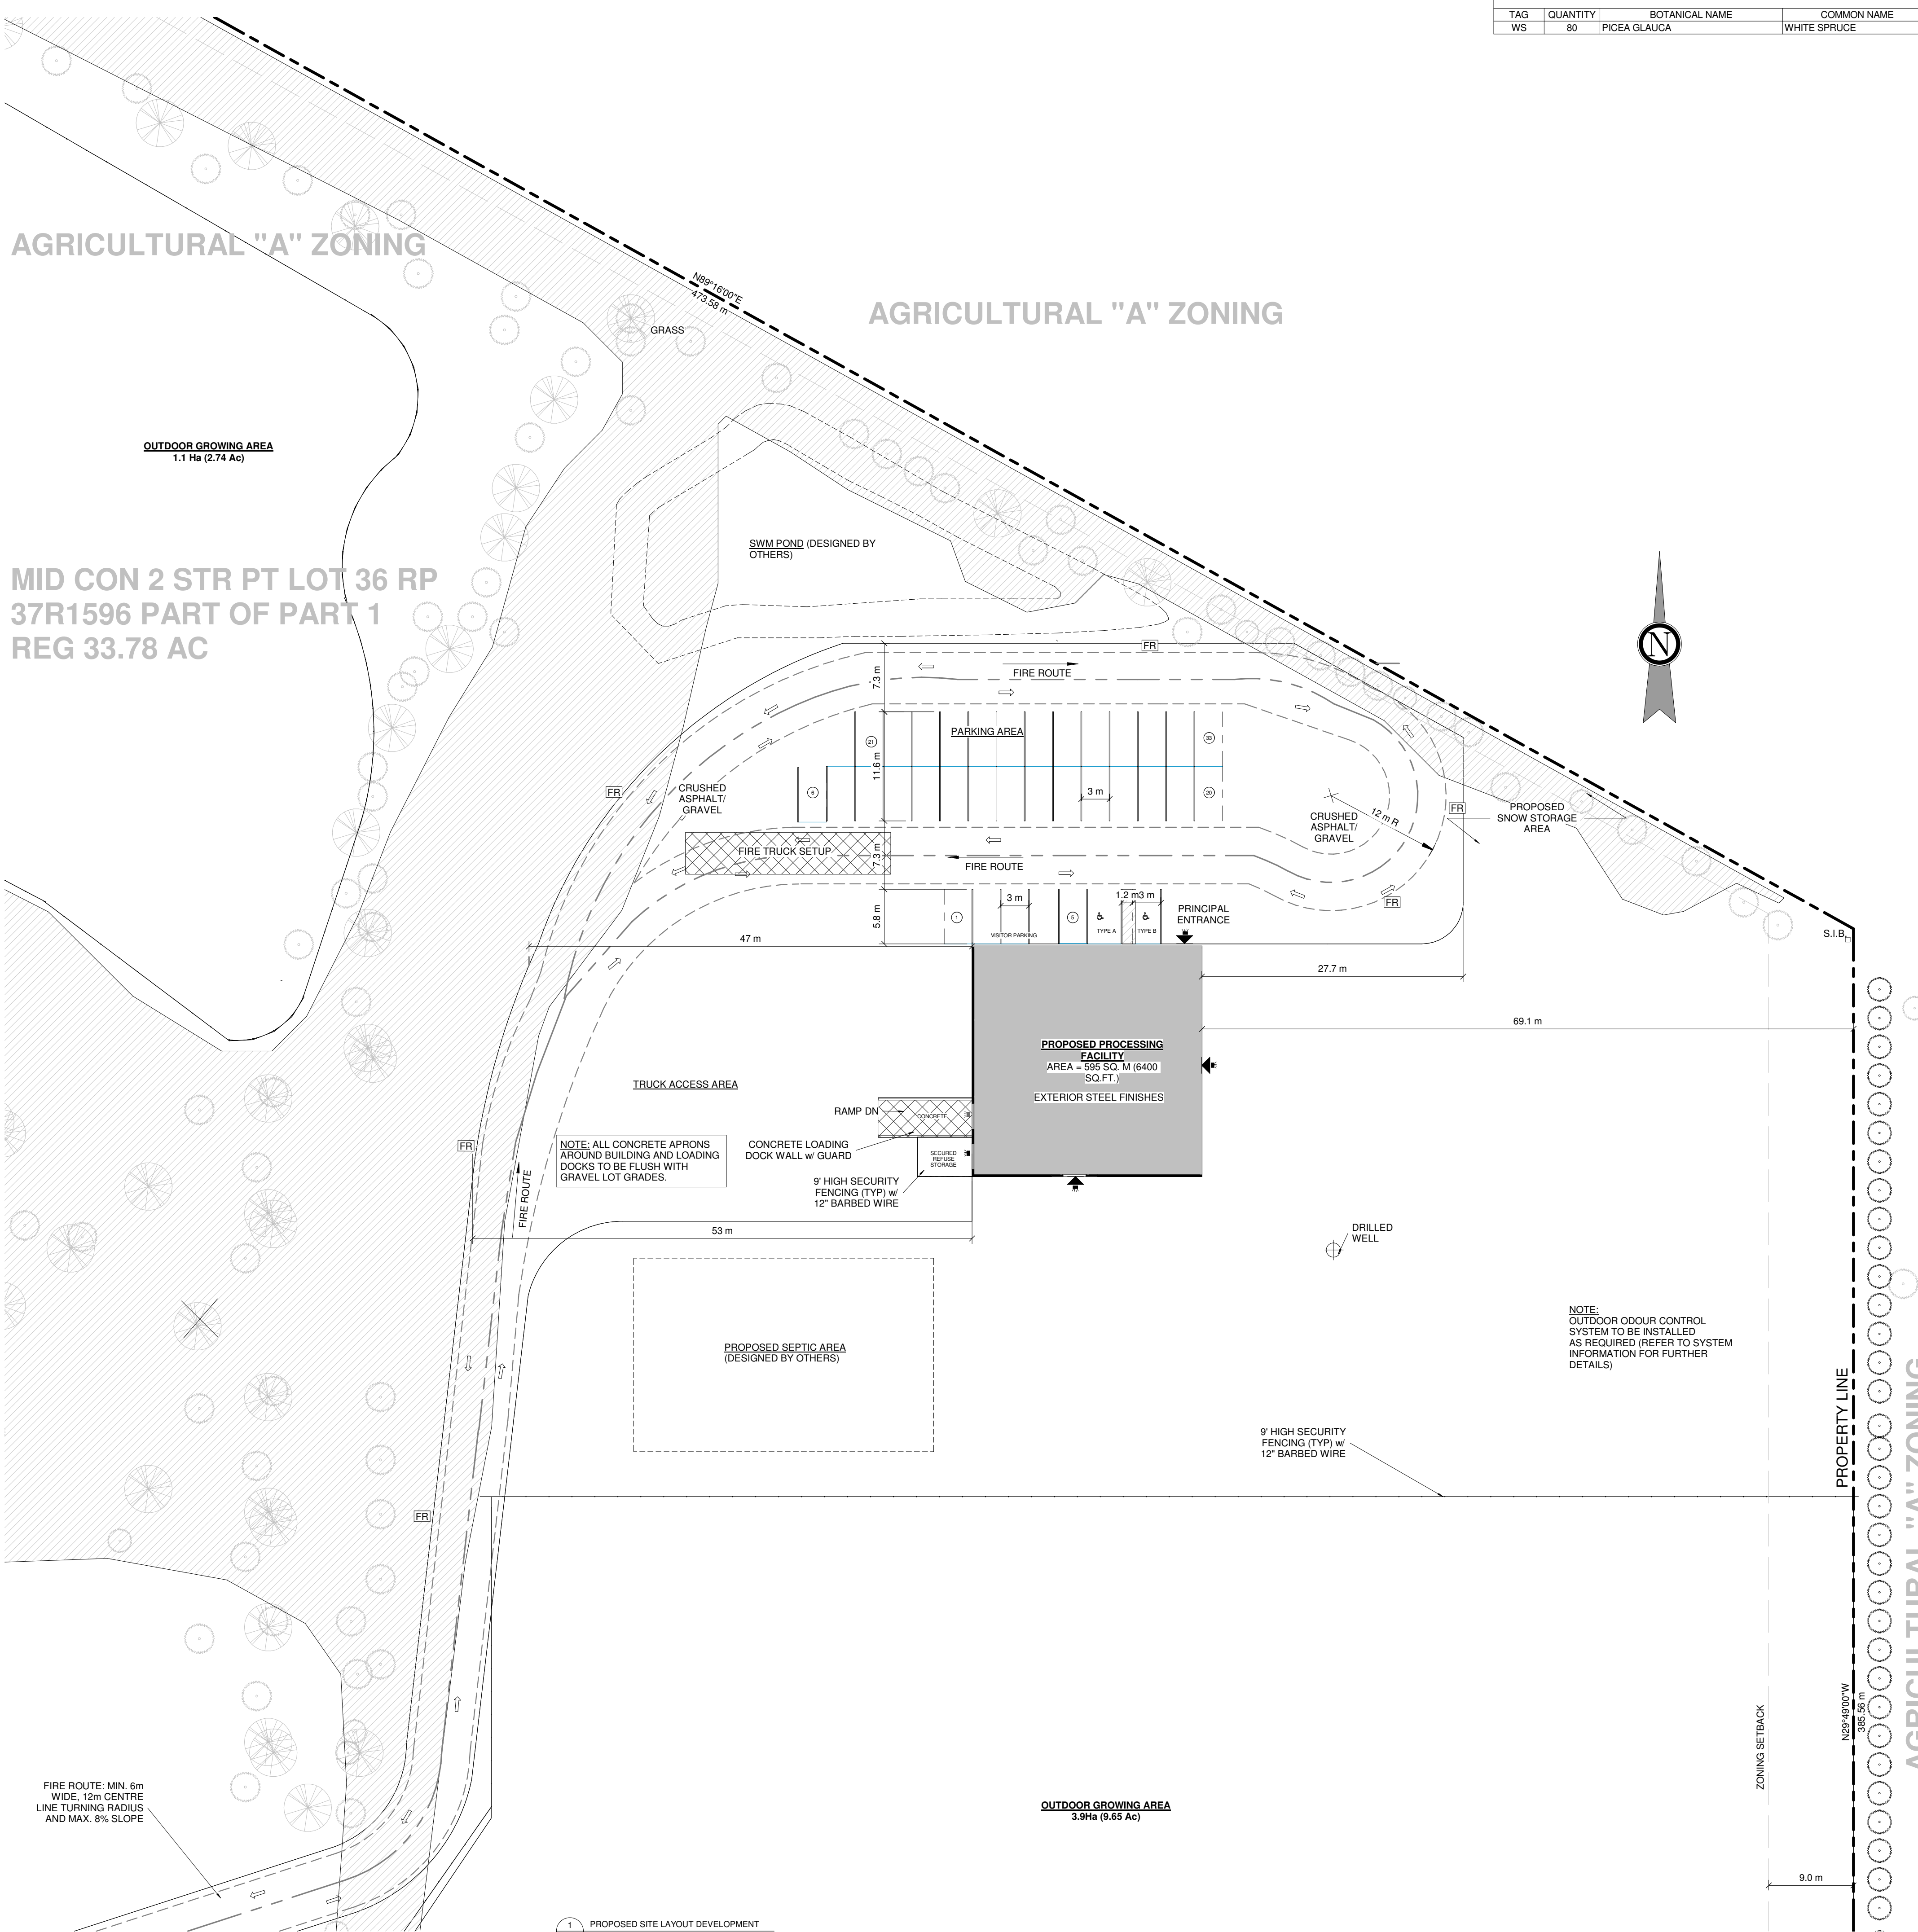 TAG QUANTITY BOTANICAL NAME COMMON NAME
WS 80 PICEA GLAUCA WHITE SPRUCE
AGRICULTURAL "A" ZONING
N89°16'00"E
473.58 m
GRASS
AGRICULTURAL "A" ZONING
OUTDOOR GROWING AREA
1.1 Ha (2.74 Ac)
SWM POND (DESIGNED BY
OTHERS)
MID CON 2 STR PT LOT 36 RP
37R1596 PART OF PART 1
REG 33.78 AC
N
FR
FIRE ROUTE
7.3 m
PARKING AREA
21
33
11.6 m
6
20
3 m
FR
CRUSHED
ASPHALT/
GRAVEL
CRUSHED
ASPHALT/
GRAVEL
12 m R
FR
PROPOSED
SNOW STORAGE
AREA
FIRE TRUCK SETUP
7.3 m
FIRE ROUTE
FR
5.8 m
1
3 m
5
1.2 m
3 m
VISITOR PARKING
TYPE A
TYPE B
PRINCIPAL
ENTRANCE
S.I.B.
47 m
27.7 m
69.1 m
PROPOSED PROCESSING
FACILITY
AREA = 595 SQ. M (6400
SQ.FT.)
EXTERIOR STEEL FINISHES
TRUCK ACCESS AREA
RAMP DN
CONCRETE
FR
NOTE: ALL CONCRETE APRONS
AROUND BUILDING AND LOADING
DOCKS TO BE FLUSH WITH
GRAVEL LOT GRADES.
CONCRETE LOADING
DOCK WALL w/ GUARD
SECURED
REFUSE
STORAGE
9' HIGH SECURITY
FENCING (TYP) w/
12" BARBED WIRE
FIRE ROUTE
53 m
DRILLED
WELL
NOTE:
OUTDOOR ODOUR CONTROL
SYSTEM TO BE INSTALLED
AS REQUIRED (REFER TO SYSTEM
INFORMATION FOR FURTHER
DETAILS)
PROPOSED SEPTIC AREA
(DESIGNED BY OTHERS)
PROPERTY LINE
AGRICULTURAL "A" ZONING
9' HIGH SECURITY
FENCING (TYP) w/
12" BARBED WIRE
FR
N29°49'00"W
385.56 m
ZONING SETBACK
FIRE ROUTE: MIN. 6m
WIDE, 12m CENTRE
LINE TURNING RADIUS
AND MAX. 8% SLOPE
OUTDOOR GROWING AREA
3.9Ha (9.65 Ac)
9.0 m
1 PROPOSED SITE LAYOUT DEVELOPMENT